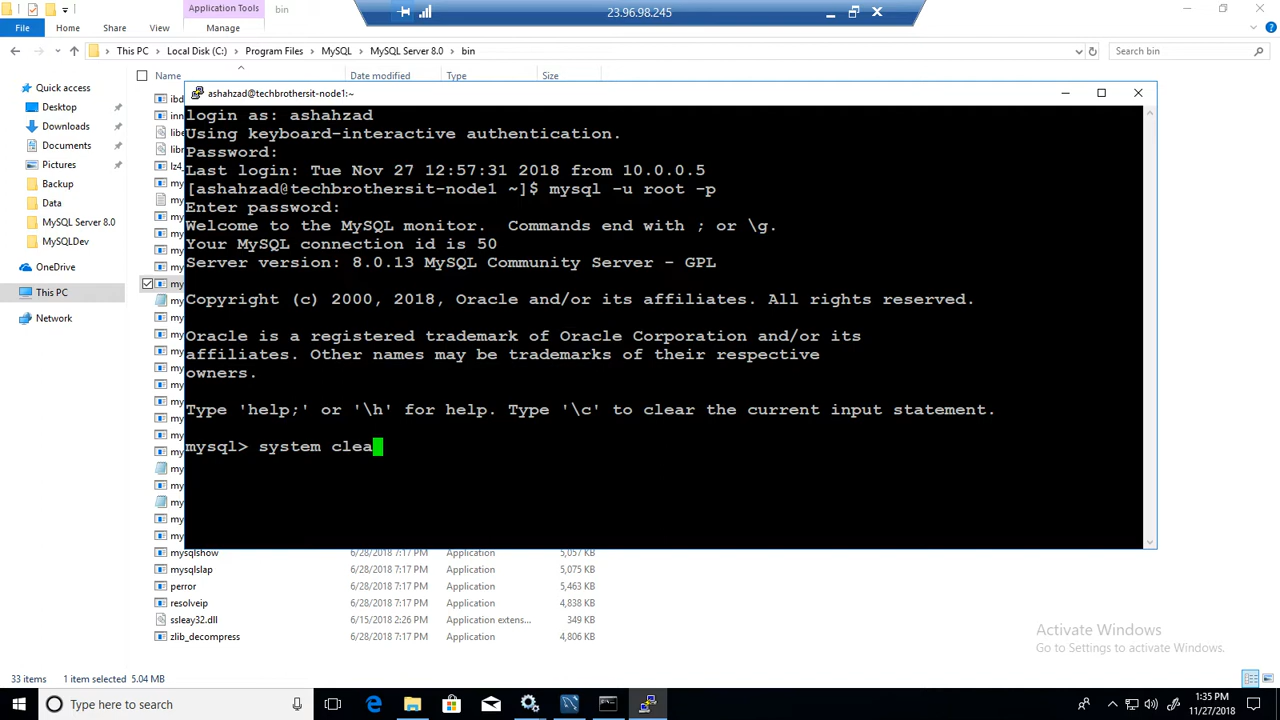 Application Tools
bin
23.96.98.245
File
Home
Share
View
Manage
This PC
Local Disk (C:)
Program Files
MySQL
MySQL Server 8.0
bin
Search bin
Name
Date modified
Type
Size
Quick access
Desktop
Downloads
Documents
Pictures
Backup
Data
MySQL Server 8.0
MySQLDev
OneDrive
This PC
Network
ashahzad@techbrothersit-node1:~
login as: ashahzad
Using keyboard-interactive authentication.
Password:
Last login: Tue Nov 27 12:57:31 2018 from 10.0.0.5
[ashahzad@techbrothersit-node1 ~]$ mysql -u root -p
Enter password:
Welcome to the MySQL monitor.  Commands end with ; or \g.
Your MySQL connection id is 50
Server version: 8.0.13 MySQL Community Server - GPL
Copyright (c) 2000, 2018, Oracle and/or its affiliates. All rights reserved.
Oracle is a registered trademark of Oracle Corporation and/or its
affiliates. Other names may be trademarks of their respective
owners.
Type 'help;' or '\h' for help. Type '\c' to clear the current input statement.
mysql> system clea
mysqlshow 6/28/2018 7:17 PM Application 5,057 KB
mysqlslap 6/28/2018 7:17 PM Application 5,075 KB
perror 6/28/2018 7:17 PM Application 5,463 KB
resolveip 6/28/2018 7:17 PM Application 4,838 KB
ssleay32.dll 6/15/2018 2:26 PM Application extens... 349 KB
zlib_decompress 6/28/2018 7:17 PM Application 4,806 KB
Activate Windows
Go to Settings to activate Windows.
33 items
1 item selected 5.04 MB
Type here to search
1:35 PM
11/27/2018